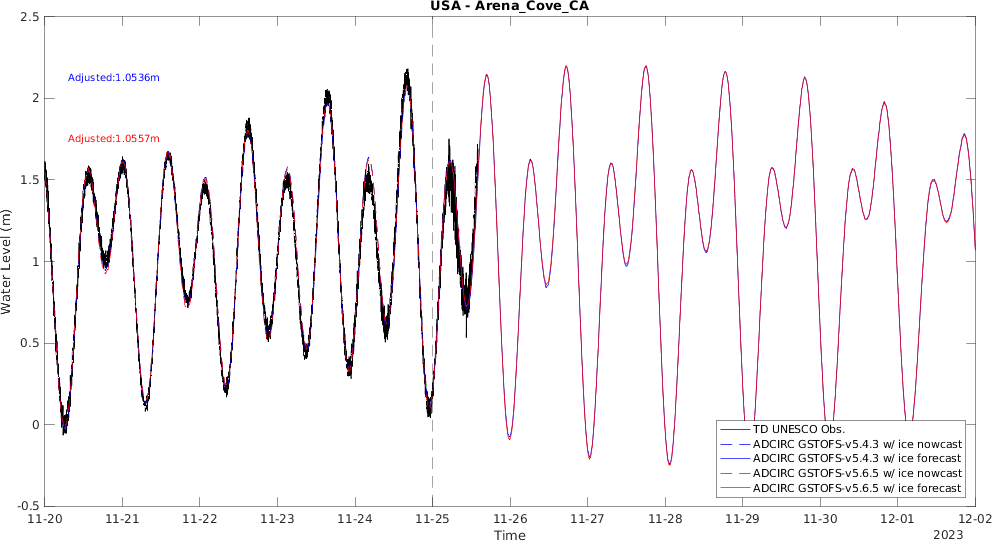 USA - Arena_Cove_CA
2.5
2
1.5
1
0.5
0
-0.5
Water Level (m)
Adjusted:1.0536m
Adjusted:1.0557m
TD UNESCO Obs.
ADCIRC GSTOFS-v5.4.3 w/ ice nowcast
ADCIRC GSTOFS-v5.4.3 w/ ice forecast
ADCIRC GSTOFS-v5.6.5 w/ ice nowcast
ADCIRC GSTOFS-v5.6.5 w/ ice forecast
11-20 11-21 11-22 11-23 11-24 11-25 11-26 11-27 11-28 11-29 11-30 12-01 12-02
Time
2023